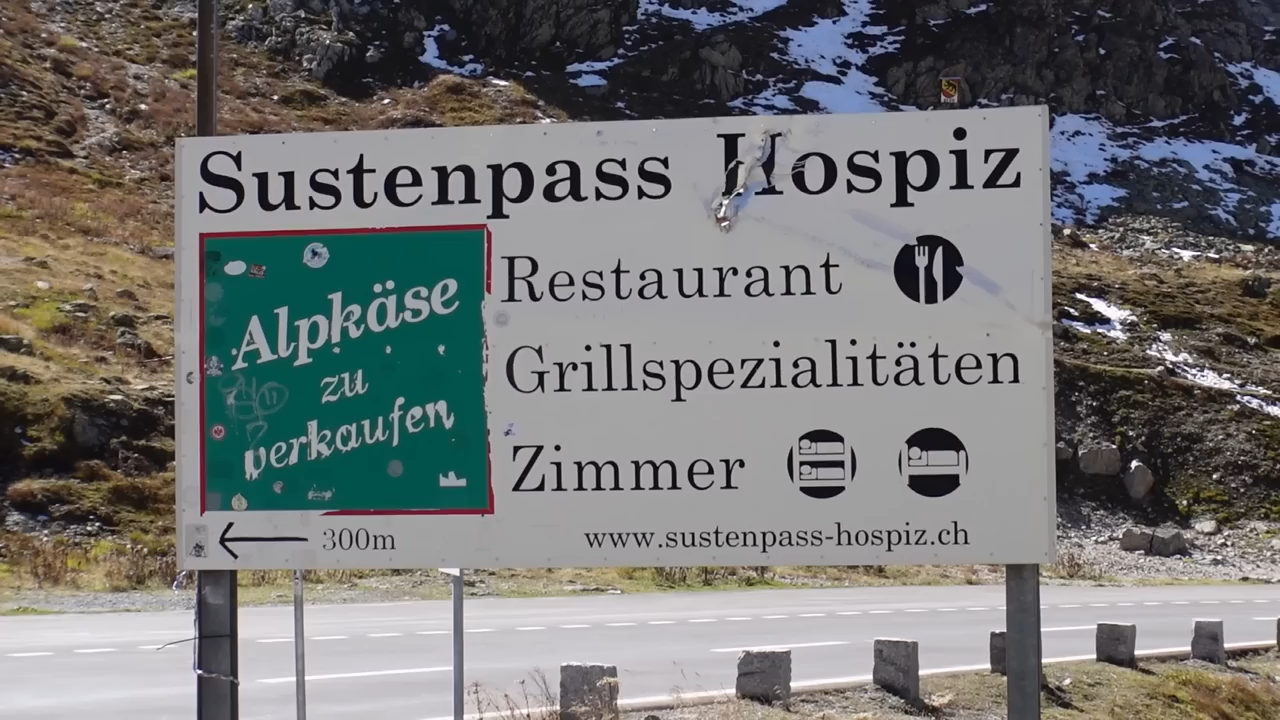 Sustenpass Hospiz
Alpkäse
zu
verkaufen
Restaurant
Grillspezialitäten
Zimmer
300m
www.sustenpass-hospiz.ch